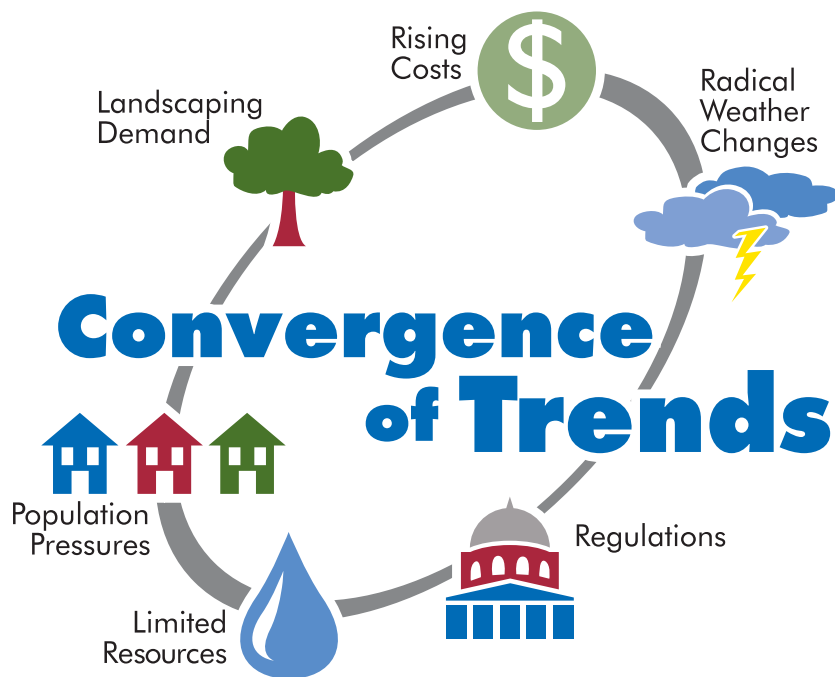 Rising
Costs
Radical
Weather
Changes
Landscaping
Demand
$
Convergence
of Trends
Population
Pressures
Regulations
Limited
Resources